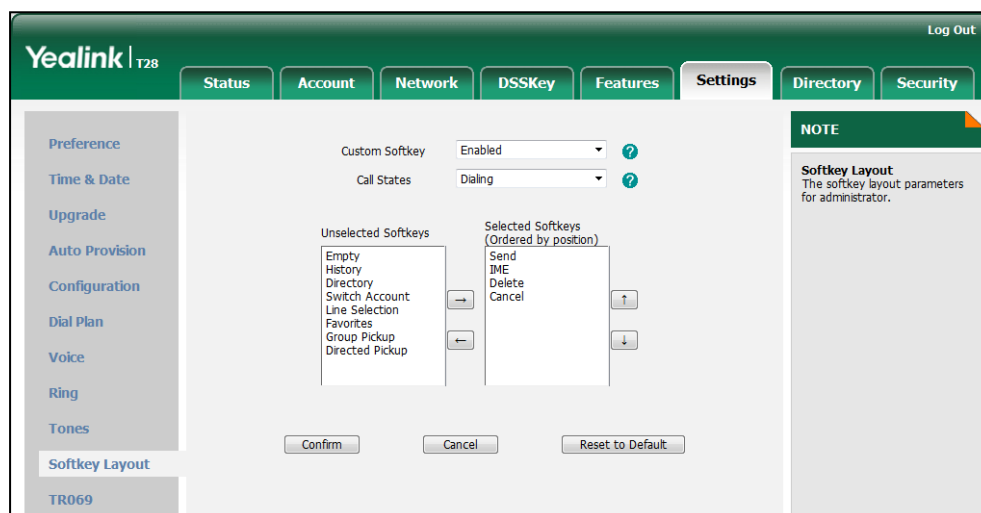 Log Out
Yealink | T28
Status Account Network DSSKey Features Settings Directory Security
Preference
Time & Date
Upgrade
Auto Provision
Configuration
Dial Plan
Voice
Ring
Tones
Softkey Layout
TR069
Custom Softkey Enabled ?
Call States Dialing ?
Unselected Softkeys
Empty
History
Directory
Switch Account
Line Selection
Favorites
Group Pickup
Directed Pickup
→
←
Selected Softkeys
(Ordered by position)
Send
IME
Delete
Cancel
↑
↓
Confirm Cancel Reset to Default
NOTE
Softkey Layout
The softkey layout parameters
for administrator.